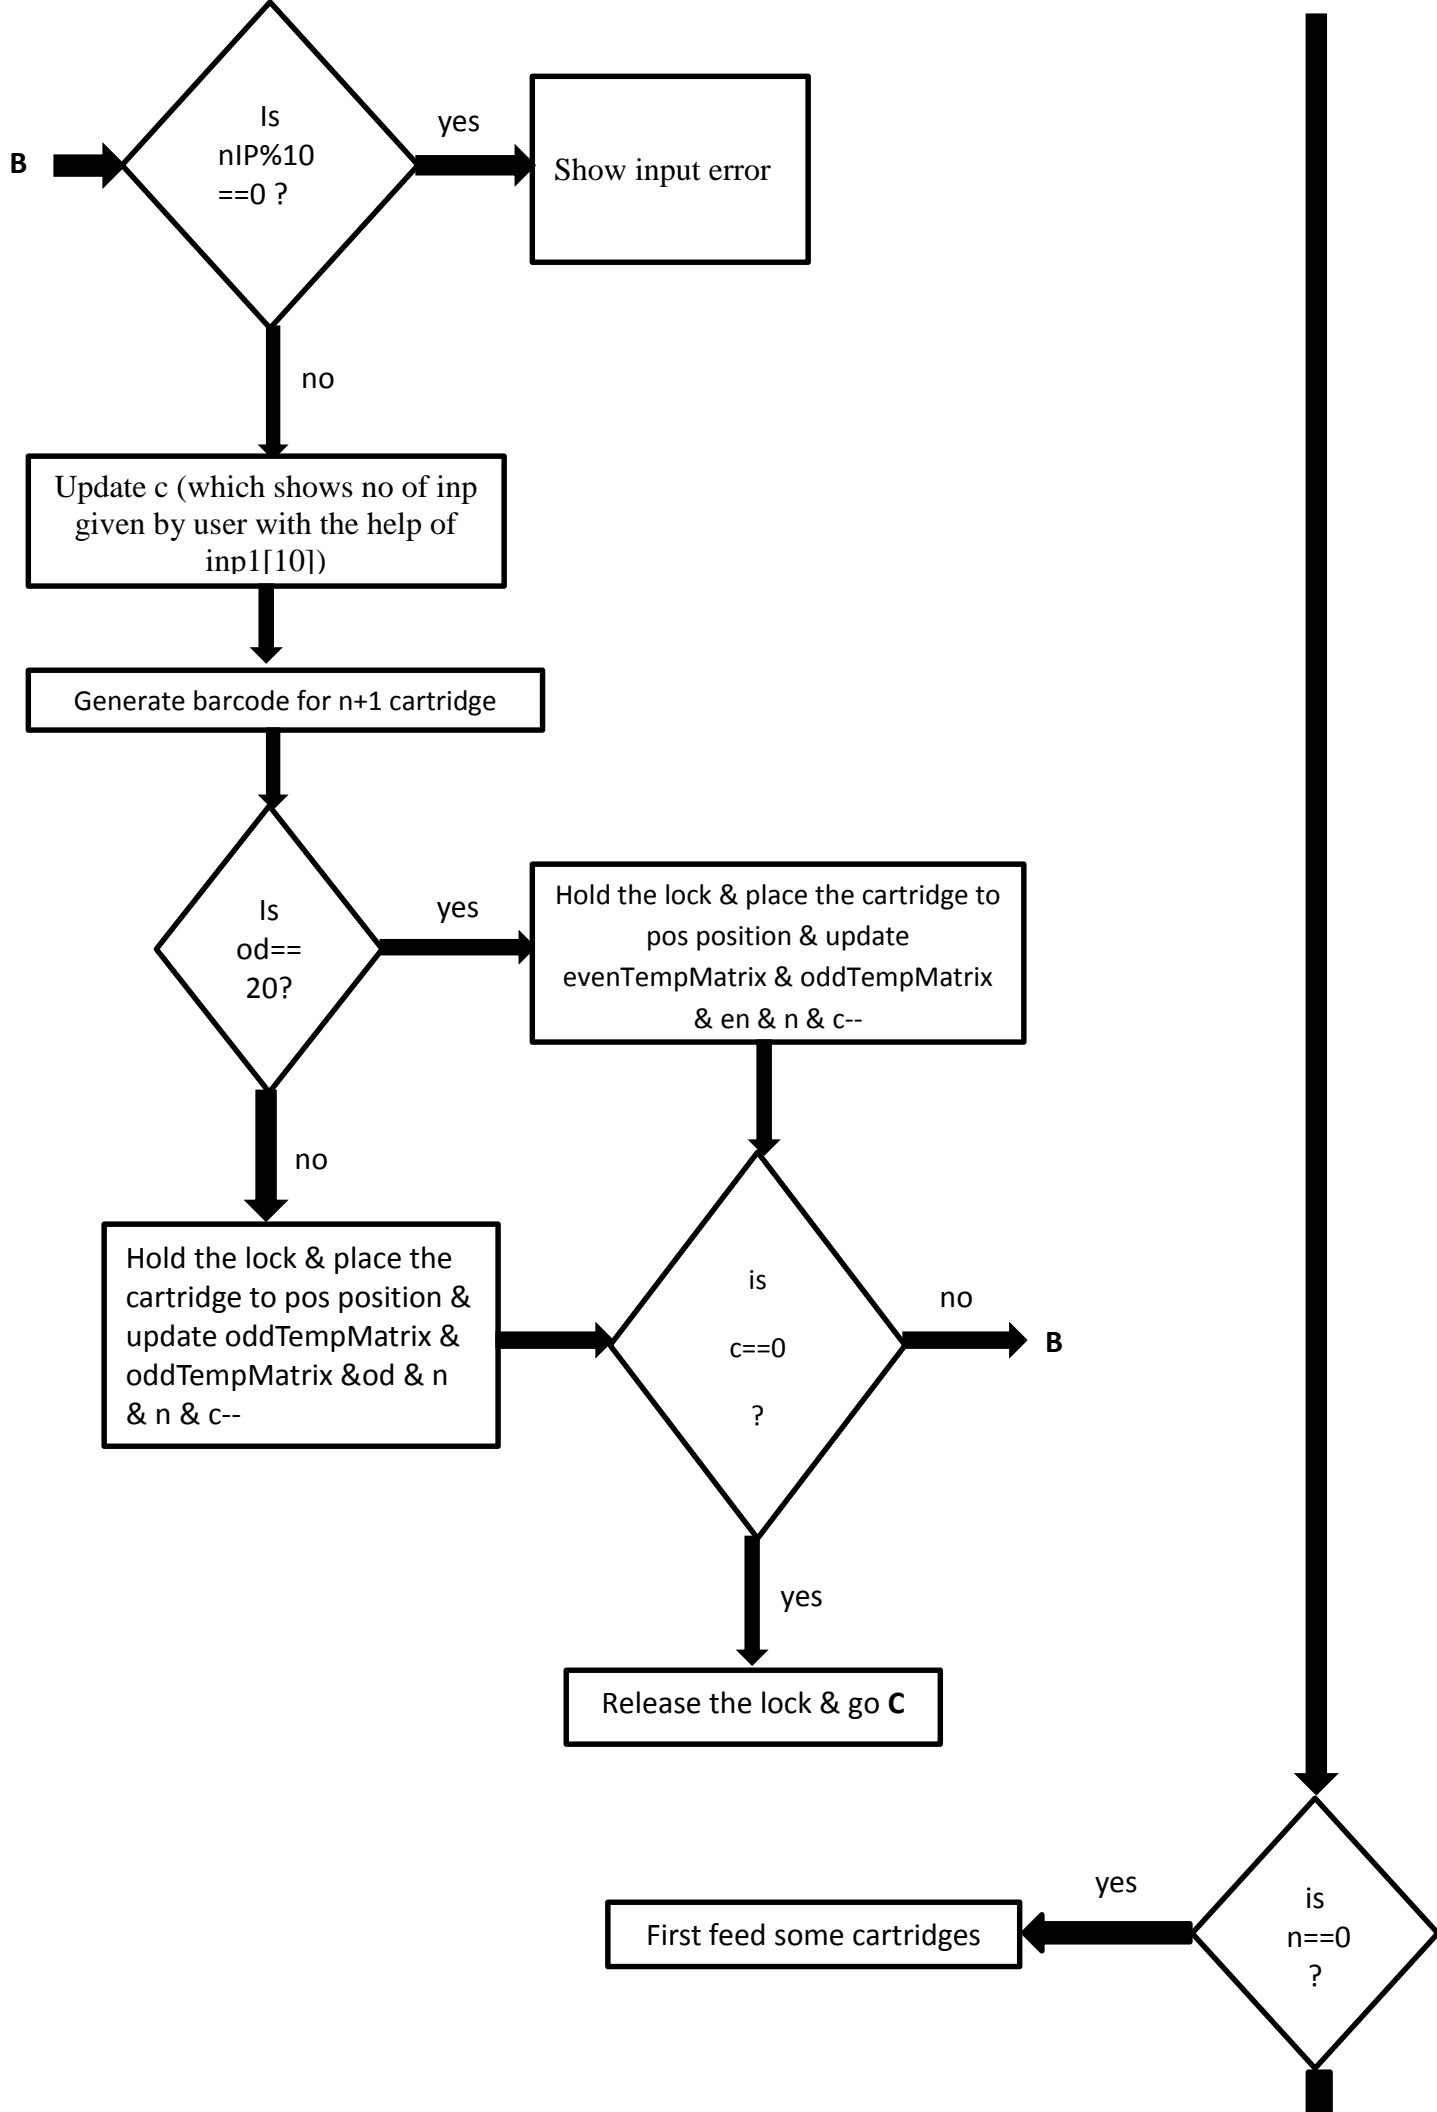 Is
nIP%10
==0 ?
B
yes
Show input error
no
Update c (which shows no of inp
given by user with the help of
inp1[10])
Generate barcode for n+1 cartridge
Is
od==
20?
yes
Hold the lock & place the cartridge to
pos position & update
evenTempMatrix & oddTempMatrix
& en & n & c--
no
Hold the lock & place the
cartridge to pos position &
update oddTempMatrix &
oddTempMatrix &od & n
& n & c--
is
c==0
?
no
B
yes
Release the lock & go C
yes
First feed some cartridges
is
n==0
?